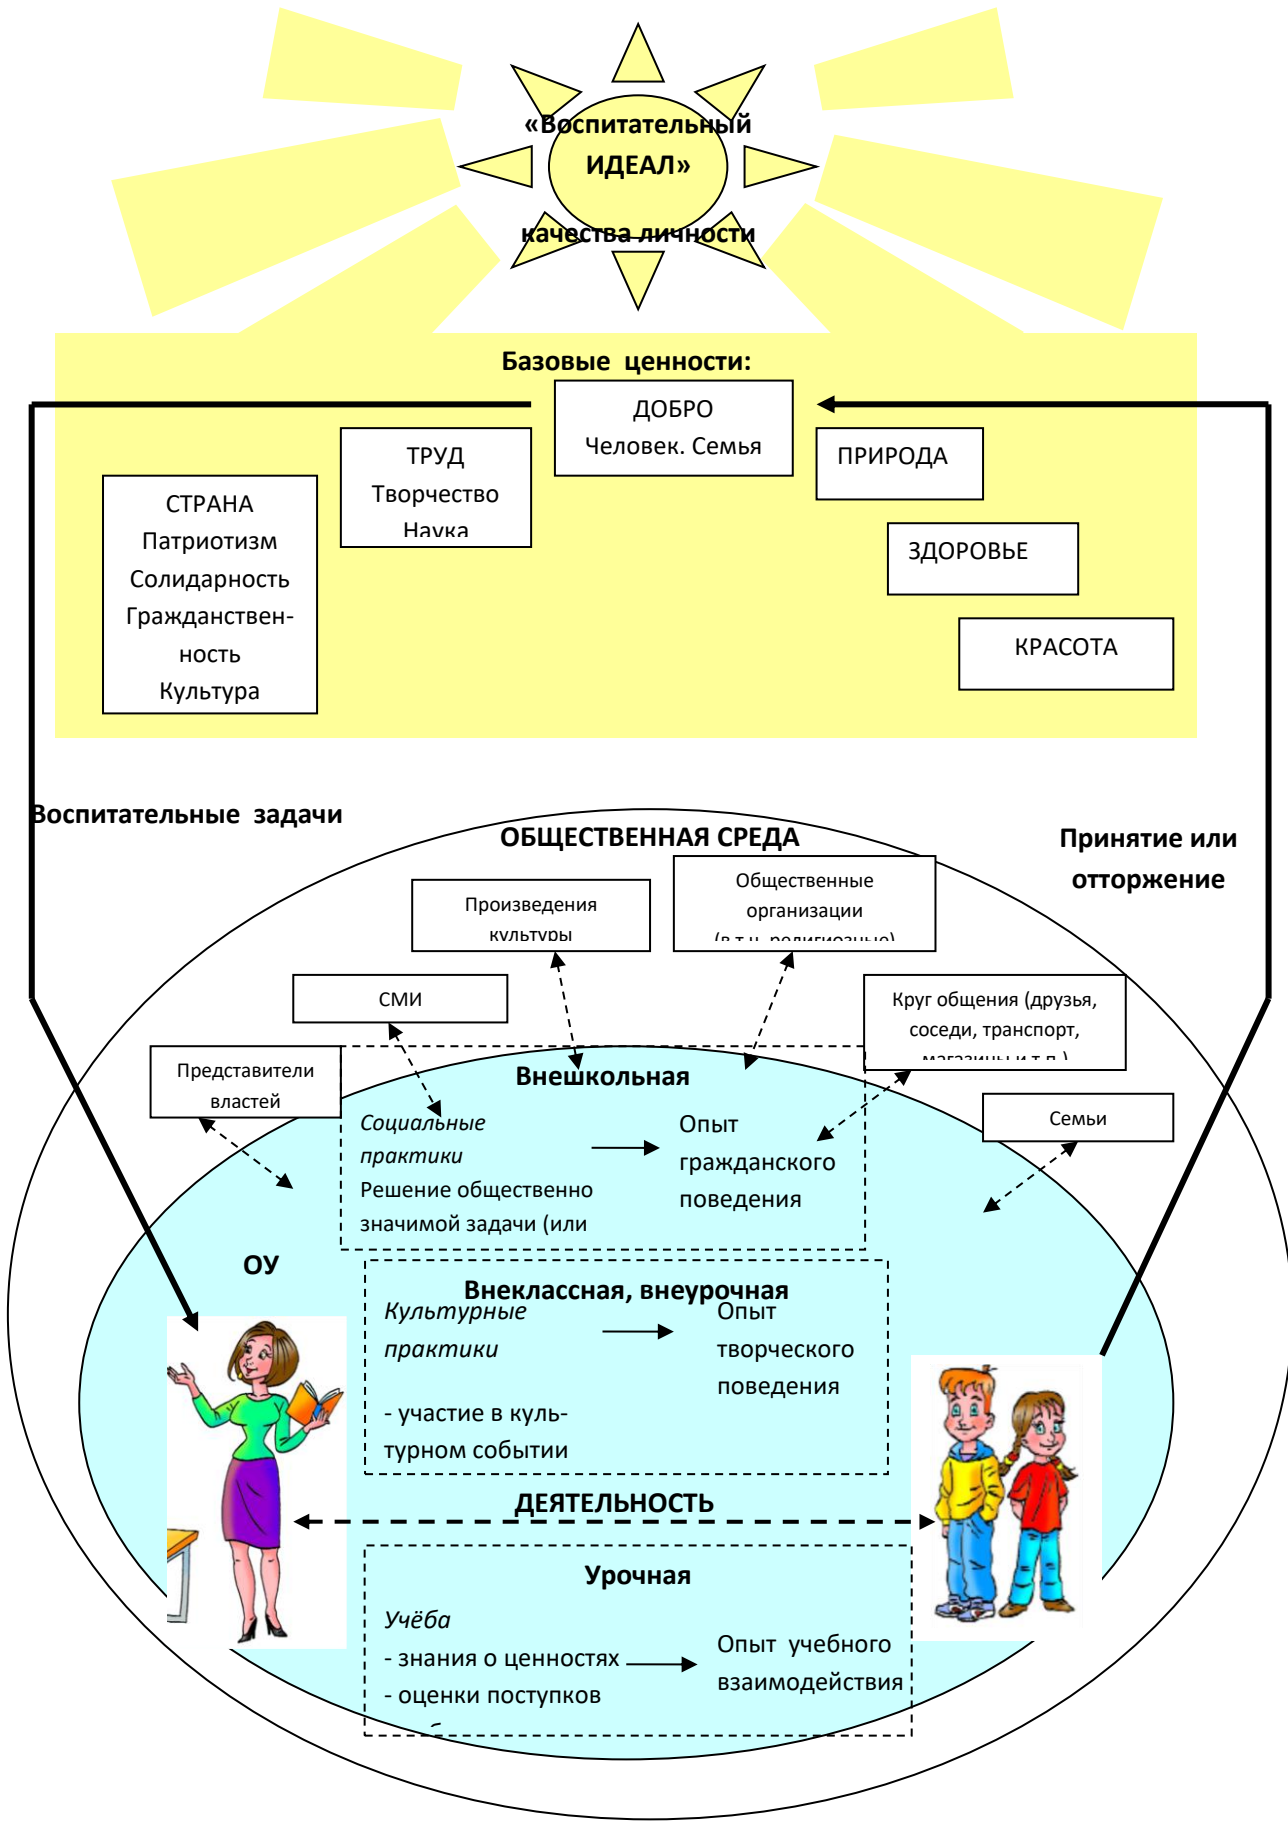 «Воспитательный
ИДЕАЛ»
качества личности
Базовые ценности:
ДОБРО
Человек. Семья
ТРУД
Творчество
Наука
ПРИРОДА
СТРАНА
Патриотизм
Солидарность
Гражданствен-
ность
Культура
ЗДОРОВЬЕ
КРАСОТА
Воспитательные задачи
ОБЩЕСТВЕННАЯ СРЕДА
Принятие или
отторжение
Произведения
культуры
Общественные
организации
(в т.ч. религиозные)
СМИ
Круг общения (друзья,
соседи, транспорт,
магазины и т.п.)
Представители
властей
Семьи
Внешкольная
Социальные
практики
Решение общественно
значимой задачи (или
Опыт
гражданского
поведения
ОУ
Внеклассная, внеурочная
Культурные
практики
- участие в куль-
турном событии
Опыт
творческого
поведения
ДЕЯТЕЛЬНОСТЬ
Урочная
Учёба
- знания о ценностях
- оценки поступков
Опыт учебного
взаимодействия